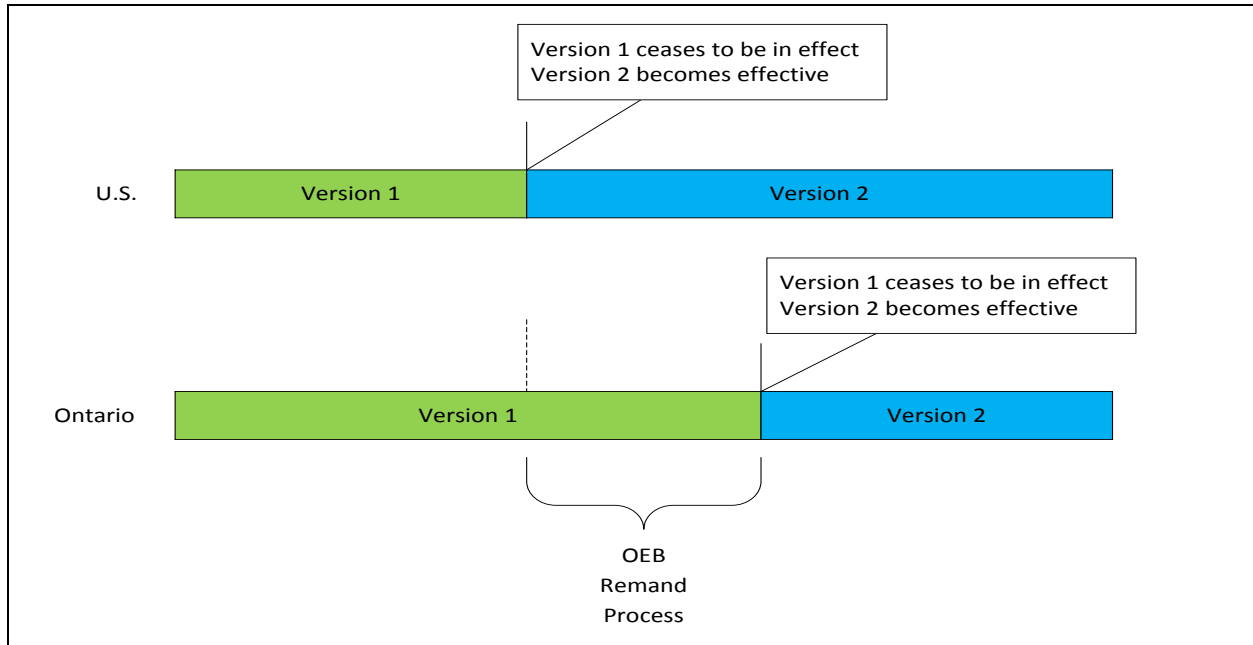 Version 1 ceases to be in effect
Version 2 becomes effective
U.S.
Version 1
Version 2
Version 1 ceases to be in effect
Version 2 becomes effective
Ontario
Version 1
Version 2
OEB
Remand
Process